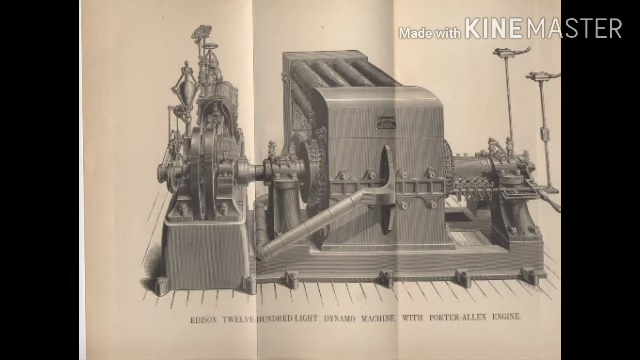 Made with KINEMASTER
EDISON TWELVE-HUNDRED-LIGHT DYNAMO MACHINE, WITH PORTER-ALLEN ENGINE.